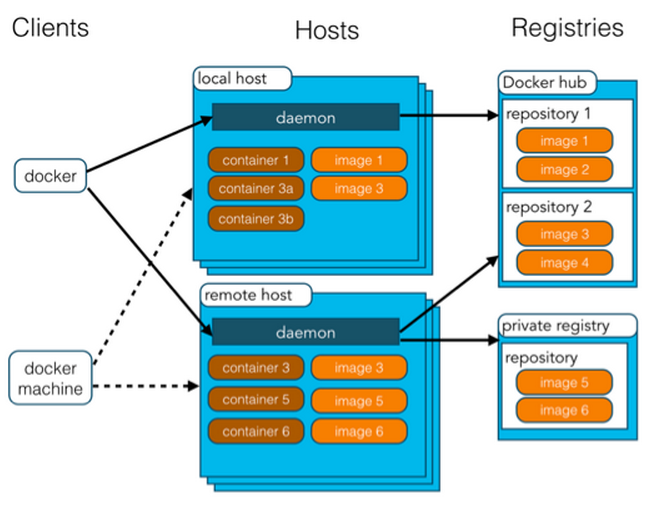 Clients
Hosts
Registries
local host
daemon
container 1
image 1
container 3a
image 3
container 3b
docker
docker
machine
remote host
daemon
container 3
image 3
container 5
image 5
container 6
image 6
Docker hub
repository 1
image 1
image 2
repository 2
image 3
image 4
private registry
repository
image 5
image 6